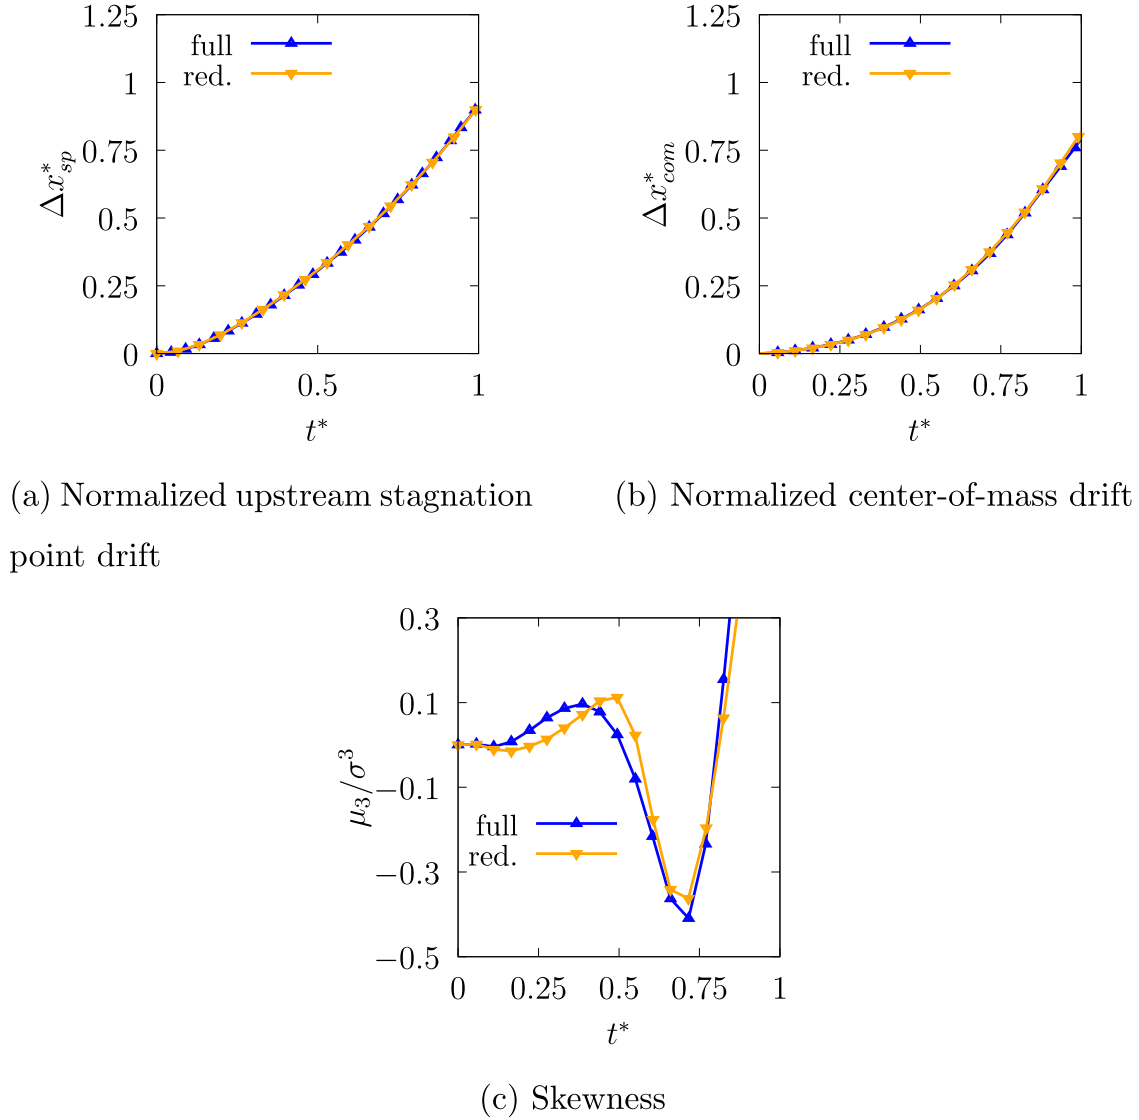 1.25
1
0.75
0.5
0.25
0
0 0.5 1
Δx*sp
t*
full
red.
(a) Normalized upstream stagnation
point drift
1.25
1
0.75
0.5
0.25
0
0 0.25 0.5 0.75 1
Δx*com
t*
full
red.
(b) Normalized center-of-mass drift
0.3
0.1
−0.1
−0.3
−0.5
0 0.25 0.5 0.75 1
μ3/σ3
t*
full
red.
(c) Skewness